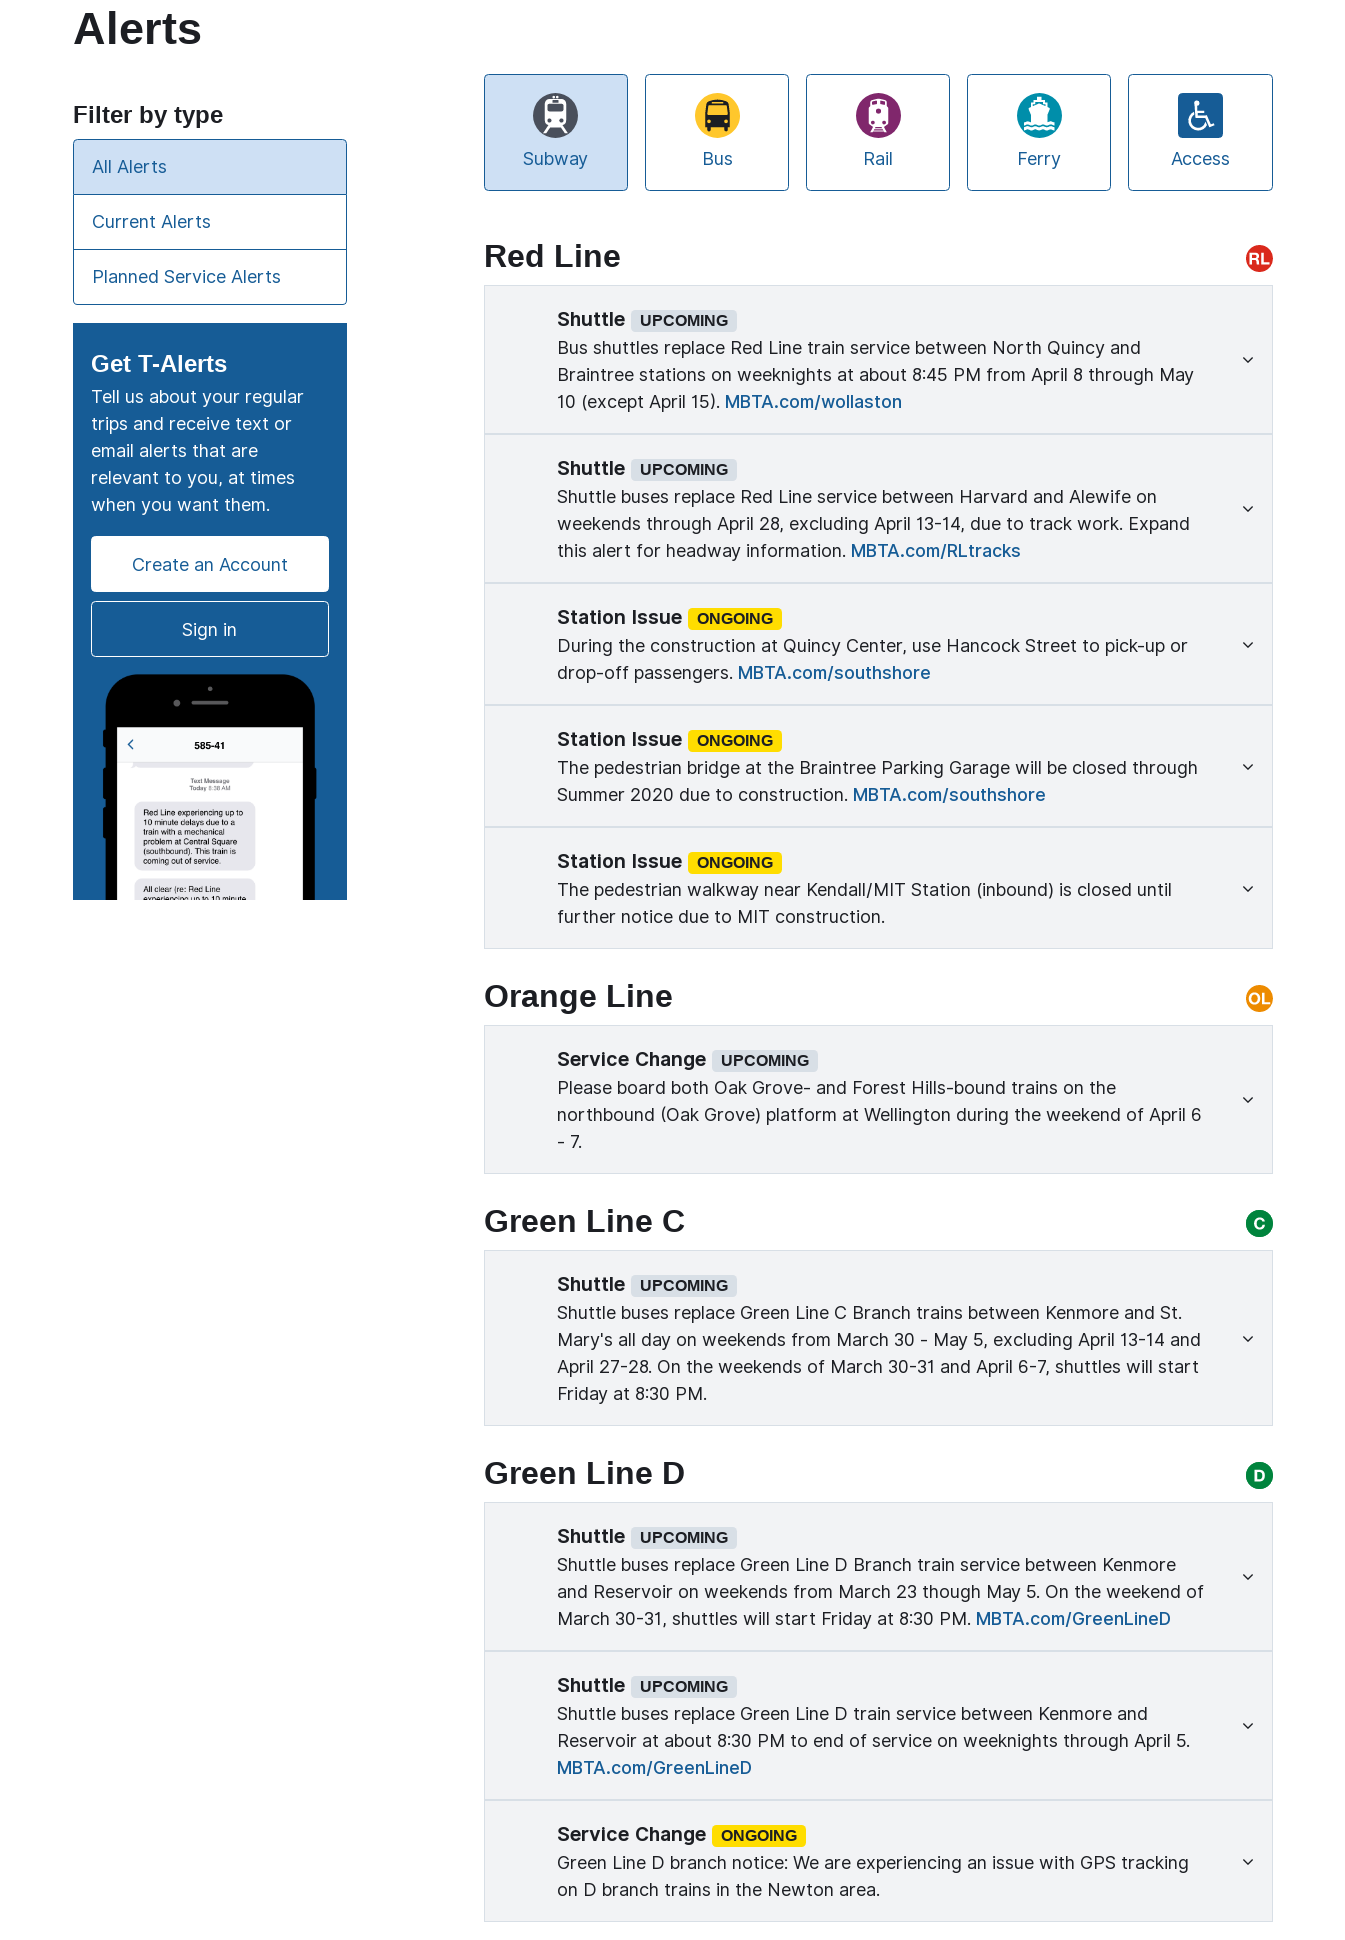 Alerts
Filter by type
All Alerts
Current Alerts
Planned Service Alerts
Get T-Alerts
Tell us about your regular
trips and receive text or
email alerts that are
relevant to you, at times
when you want them.
Create an Account
Sign in
585-41
Text Message
Today 8:38 AM
Red Line experiencing up to
10 minute delays due to a
train with a mechanical
problem at Central Square
(southbound). This train is
coming out of service.
All clear (re: Red Line
experiencing up to 10 minute
Subway
Bus
Rail
Ferry
Access
Red Line
RL
Shuttle UPCOMING
Bus shuttles replace Red Line train service between North Quincy and
Braintree stations on weeknights at about 8:45 PM from April 8 through May
10 (except April 15). MBTA.com/wollaston
Shuttle UPCOMING
Shuttle buses replace Red Line service between Harvard and Alewife on
weekends through April 28, excluding April 13-14, due to track work. Expand
this alert for headway information. MBTA.com/RLtracks
Station Issue ONGOING
During the construction at Quincy Center, use Hancock Street to pick-up or
drop-off passengers. MBTA.com/southshore
Station Issue ONGOING
The pedestrian bridge at the Braintree Parking Garage will be closed through
Summer 2020 due to construction. MBTA.com/southshore
Station Issue ONGOING
The pedestrian walkway near Kendall/MIT Station (inbound) is closed until
further notice due to MIT construction.
Orange Line
OL
Service Change UPCOMING
Please board both Oak Grove- and Forest Hills-bound trains on the
northbound (Oak Grove) platform at Wellington during the weekend of April 6
- 7.
Green Line C
C
Shuttle UPCOMING
Shuttle buses replace Green Line C Branch trains between Kenmore and St.
Mary's all day on weekends from March 30 - May 5, excluding April 13-14 and
April 27-28. On the weekends of March 30-31 and April 6-7, shuttles will start
Friday at 8:30 PM.
Green Line D
D
Shuttle UPCOMING
Shuttle buses replace Green Line D Branch train service between Kenmore
and Reservoir on weekends from March 23 though May 5. On the weekend of
March 30-31, shuttles will start Friday at 8:30 PM. MBTA.com/GreenLineD
Shuttle UPCOMING
Shuttle buses replace Green Line D train service between Kenmore and
Reservoir at about 8:30 PM to end of service on weeknights through April 5.
MBTA.com/GreenLineD
Service Change ONGOING
Green Line D branch notice: We are experiencing an issue with GPS tracking
on D branch trains in the Newton area.